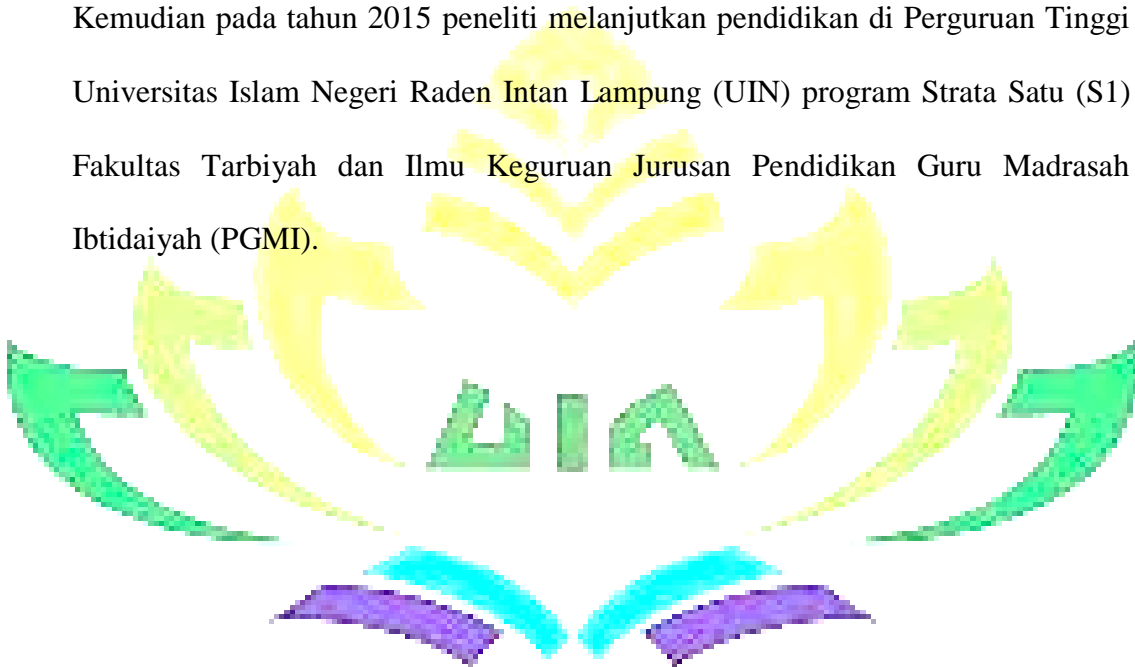 Kemudian pada tahun 2015 peneliti melanjutkan pendidikan di Perguruan Tinggi
Universitas Islam Negeri Raden Intan Lampung (UIN) program Strata Satu (S1)
Fakultas Tarbiyah dan Ilmu Keguruan Jurusan Pendidikan Guru Madrasah
Ibtidaiyah (PGMI).
UIN